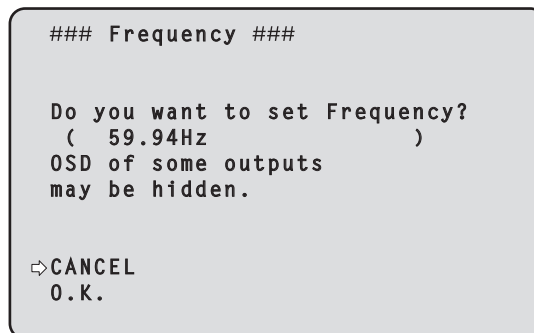 ### Frequency ###
Do you want to set Frequency?
( 59.94Hz )
OSD of some outputs
may be hidden.
⇨CANCEL
O.K.